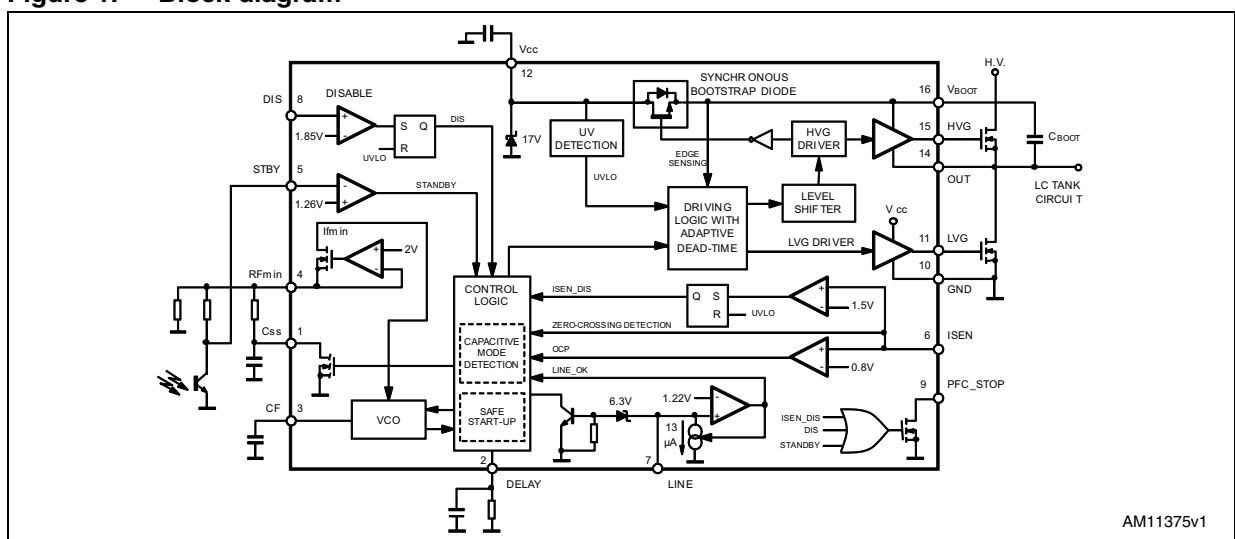 Figure 1. Block diagram
Vcc
12
H.V.
SYNCHRONOUS
BOOTSTRAP DIODE
16 VBOOT
DIS 8 DISABLE
1.85V
S Q
R
DIS
UVLO
17V
UV
DETECTION
UVLO
EDGE
SENSING
HVG
DRIVER
15 HVG
CBOOT
14
OUT
LC TANK
CIRCUIT
STBY 5
1.26V
STANDBY
DRIVING
LOGIC WITH
ADAPTIVE
DEAD-TIME
LEVEL
SHIFTER
Vcc
LVG DRIVER
11 LVG
10
GND
Ifmin
2V
RFmin 4
CONTROL
LOGIC
ISEN_DIS
Q S
R
UVLO
1.5V
ZERO-CROSSING DETECTION
6 ISEN
Css 1
CAPACITIVE
MODE
DETECTION
OCP
0.8V
LINE_OK
9 PFC_STOP
6.3V
1.22V
CF 3
VCO
SAFE
START-UP
13
µA
ISEN_DIS
DIS
STANDBY
2
DELAY
7
LINE
AM11375v1